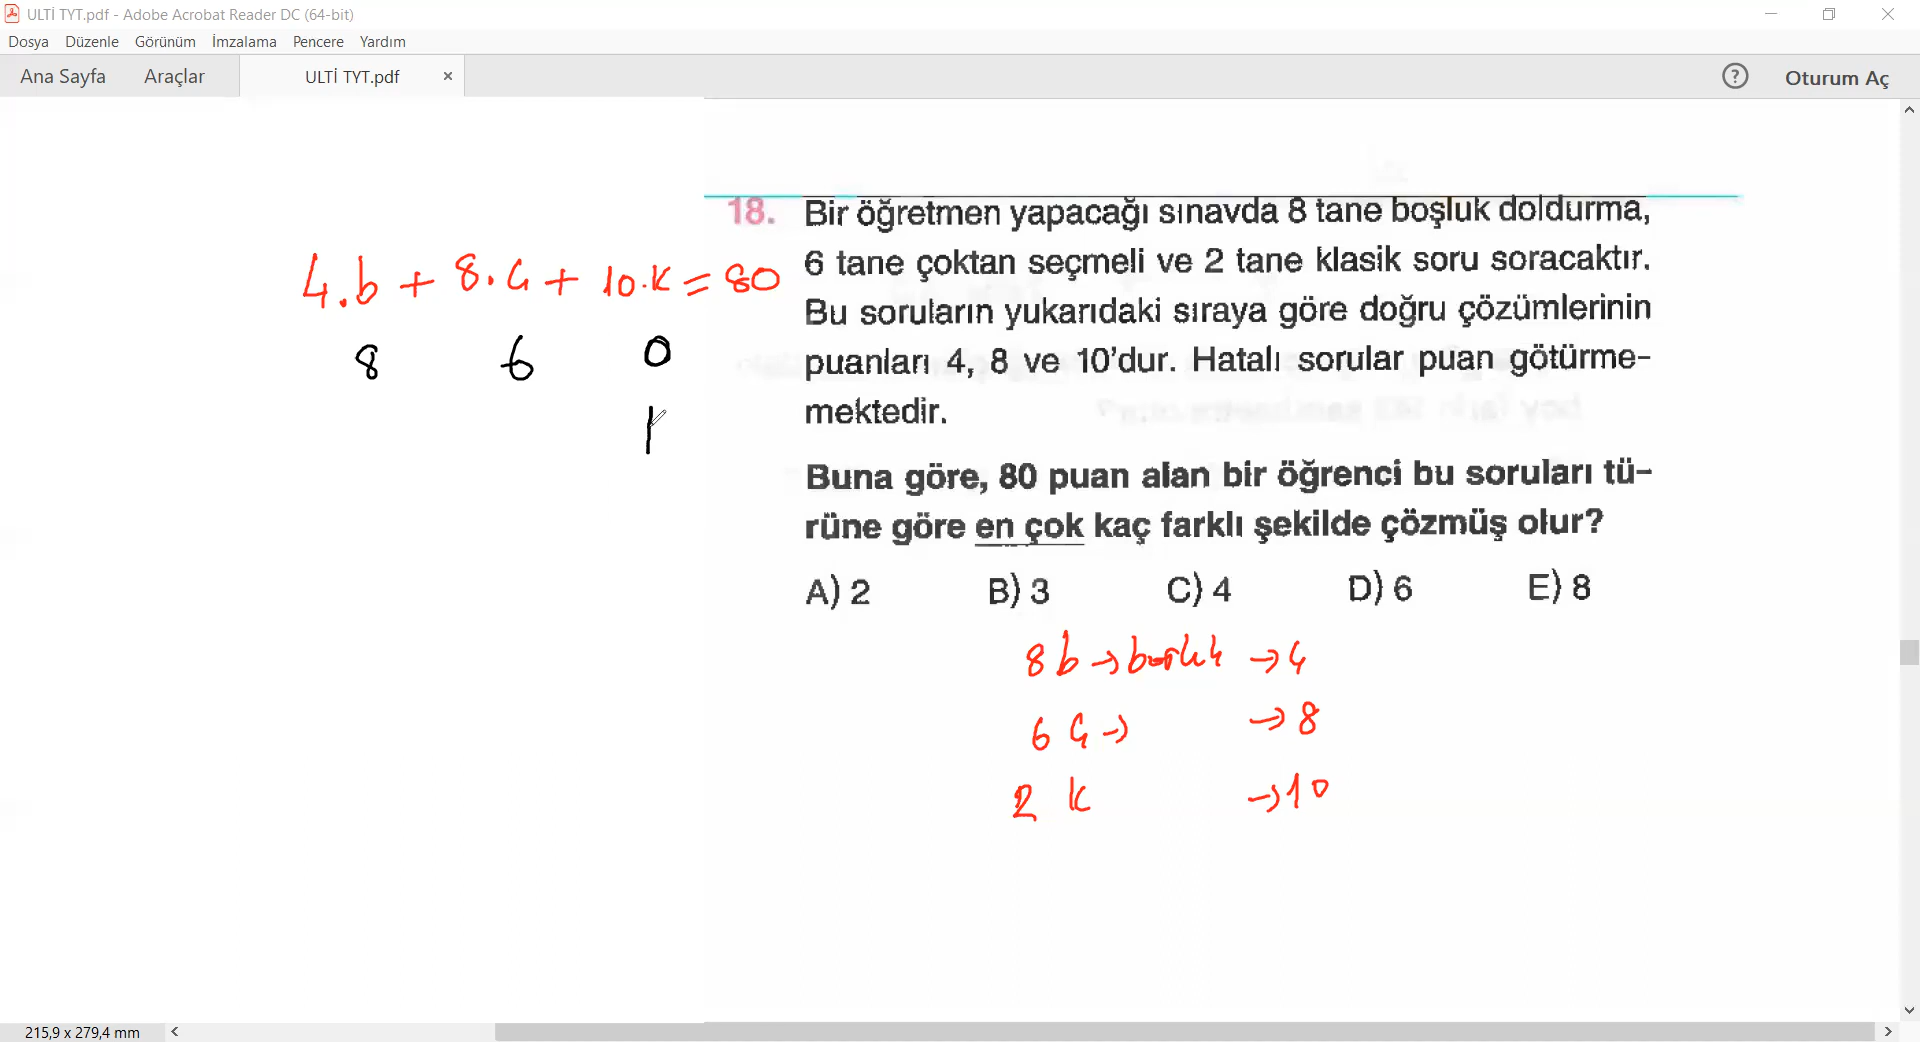 ULTİ TYT.pdf - Adobe Acrobat Reader DC (64-bit)
Dosya Düzenle Görünüm İmzalama Pencere Yardım
Ana Sayfa Araçlar ULTİ TYT.pdf × ? Oturum Aç
18. Bir öğretmen yapacağı sınavda 8 tane boşluk doldurma,
6 tane çoktan seçmeli ve 2 tane klasik soru soracaktır.
Bu soruların yukarıdaki sıraya göre doğru çözümlerinin
puanları 4, 8 ve 10'dur. Hatalı sorular puan götürme-
mektedir.
Buna göre, 80 puan alan bir öğrenci bu soruları tü-
rüne göre en çok kaç farklı şekilde çözmüş olur?
A) 2 B) 3 C) 4 D) 6 E) 8
4.b + 8.ç + 10.k = 80
8 6 0
1
8 b → → 4
6 ç → → 8
2 k → 10
215,9 x 279,4 mm